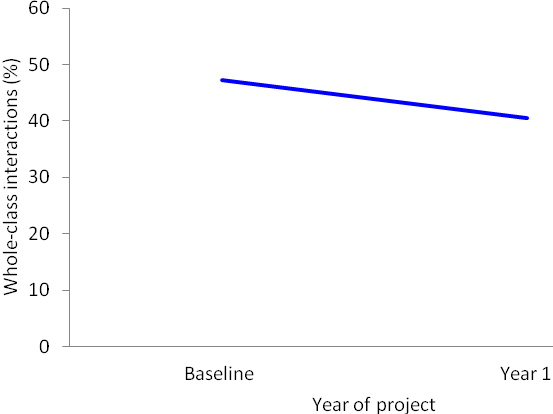 Whole-class interactions (%)
60
50
40
30
20
10
0
Baseline
Year 1
Year of project